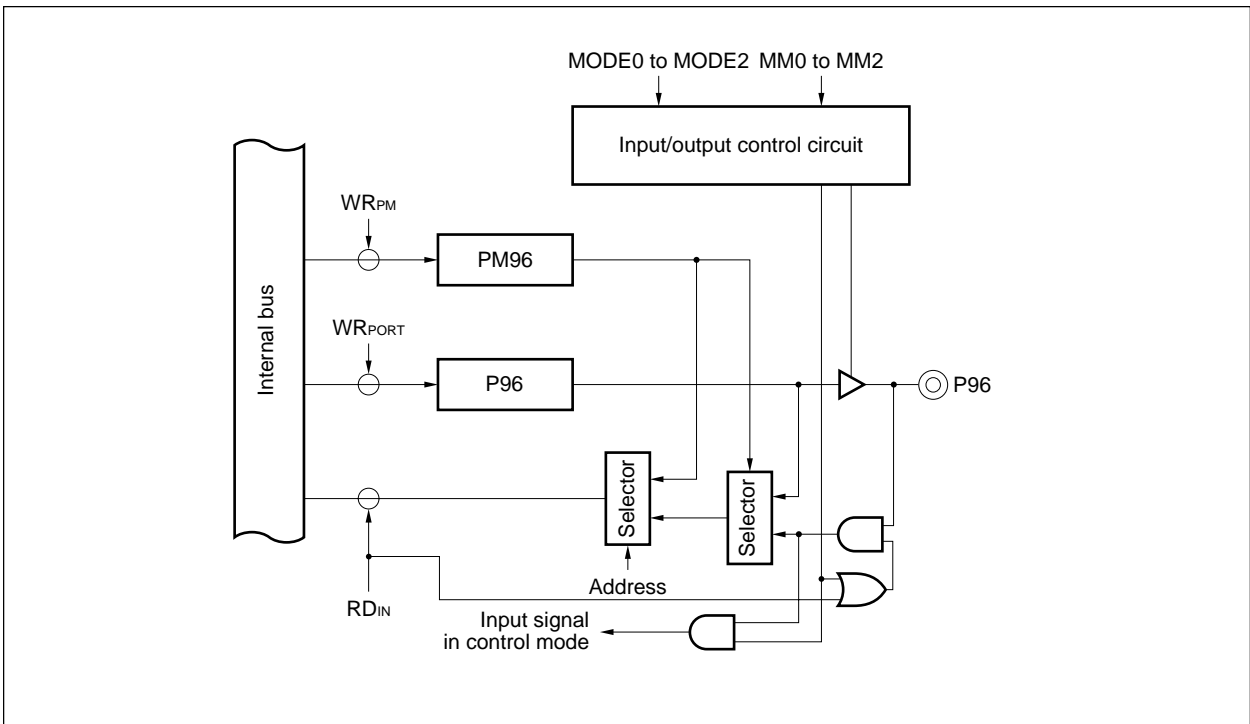 MODE0 to MODE2 MM0 to MM2
Input/output control circuit
Internal bus
WRPM
PM96
WRPORT
P96
P96
Selector
Selector
Address
RDIN
Input signal
in control mode